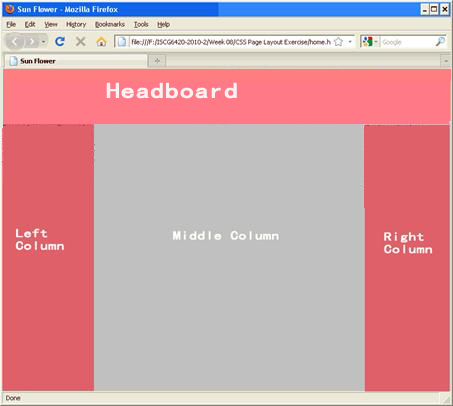 Sun Flower - Mozilla Firefox
File Edit View History Bookmarks Tools Help
file:///F:/ISCG6420-2010-2/Week 08/CSS Page Layout Exercise/home.h
Google
Sun Flower
Headboard
Left
Column
Middle Column
Right
Column
Done